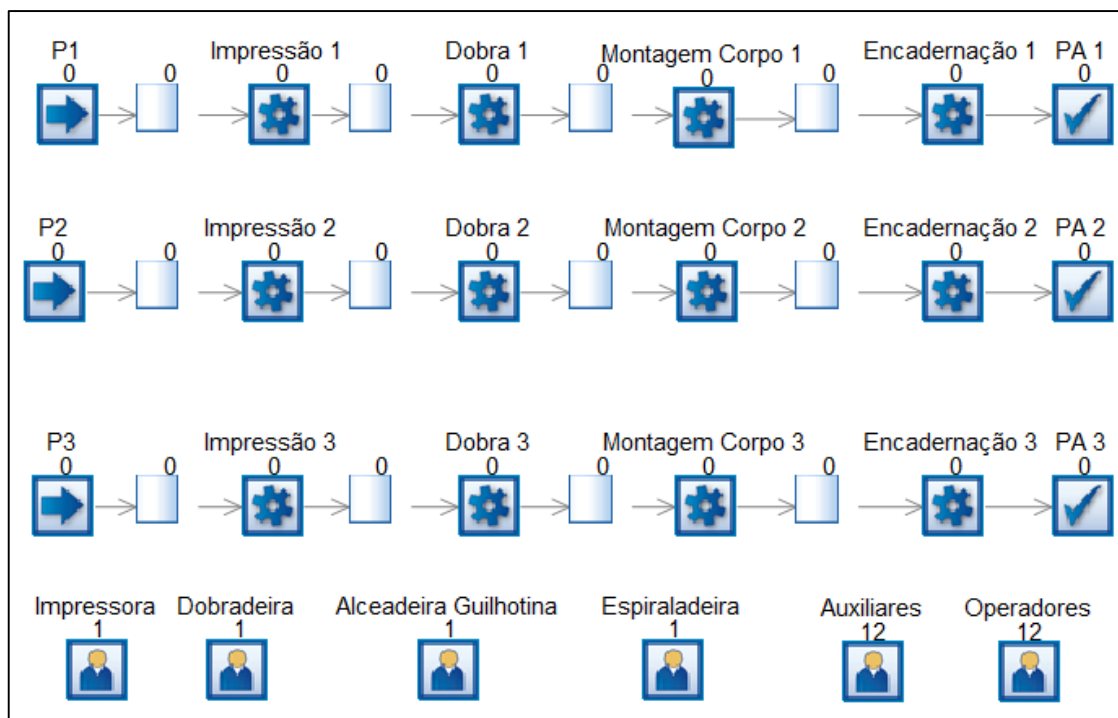 P1 Impressão 1 Dobra 1 Montagem Corpo 1 Encadernação 1 PA 1
0 0 0 0 0 0 0 0 0 0
P2 Impressão 2 Dobra 2 Montagem Corpo 2 Encadernação 2 PA 2
0 0 0 0 0 0 0 0 0 0
P3 Impressão 3 Dobra 3 Montagem Corpo 3 Encadernação 3 PA 3
0 0 0 0 0 0 0 0 0 0
Impressora Dobradeira Alceadeira Guilhotina Espiraladeira Auxiliares Operadores
1 1 1 1 12 12